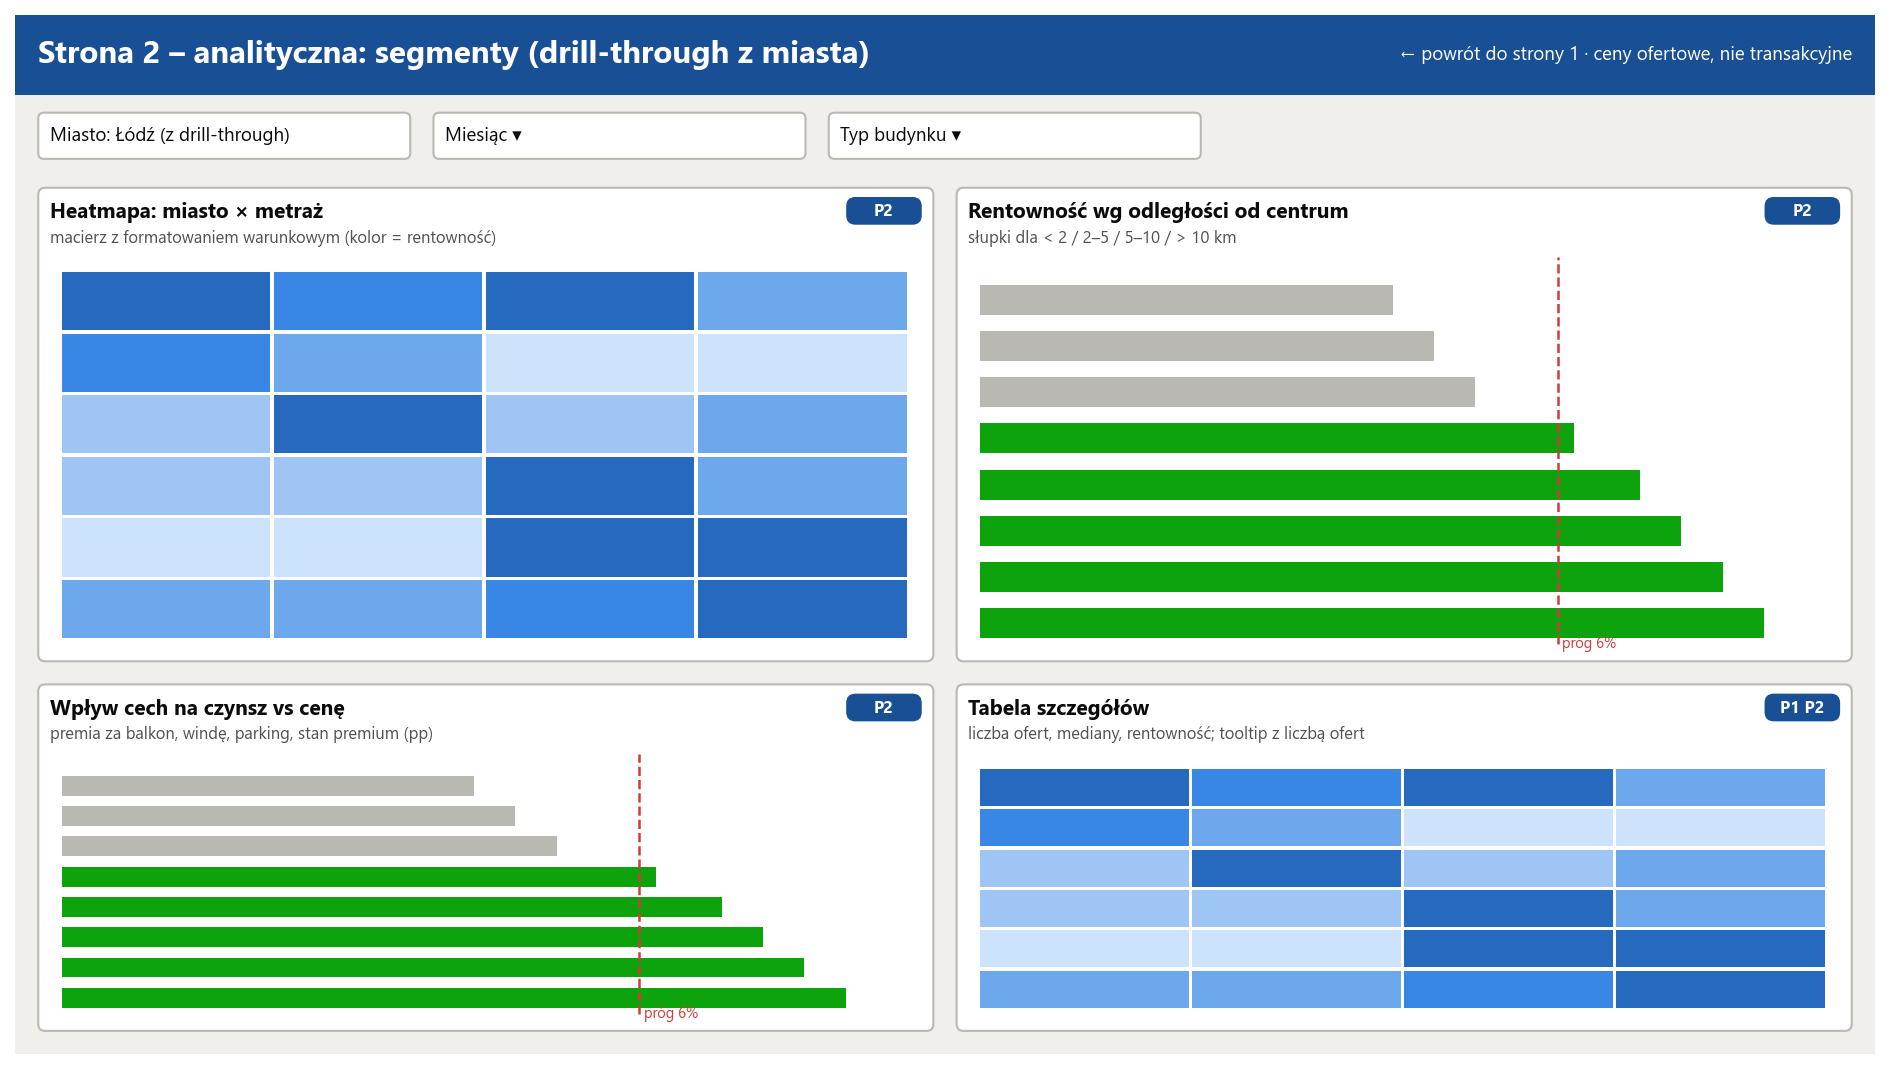 Strona 2 – analityczna: segmenty (drill-through z miasta)
← powrót do strony 1 · ceny ofertowe, nie transakcyjne
Miasto: Łódź (z drill-through)
Miesiąc ▾
Typ budynku ▾
Heatmapa: miasto × metraż
P2
macierz z formatowaniem warunkowym (kolor = rentowność)
Rentowność wg odległości od centrum
P2
słupki dla < 2 / 2–5 / 5–10 / > 10 km
próg 6%
Wpływ cech na czynsz vs cenę
P2
premia za balkon, windę, parking, stan premium (pp)
próg 6%
Tabela szczegółów
P1 P2
liczba ofert, mediany, rentowność; tooltip z liczbą ofert